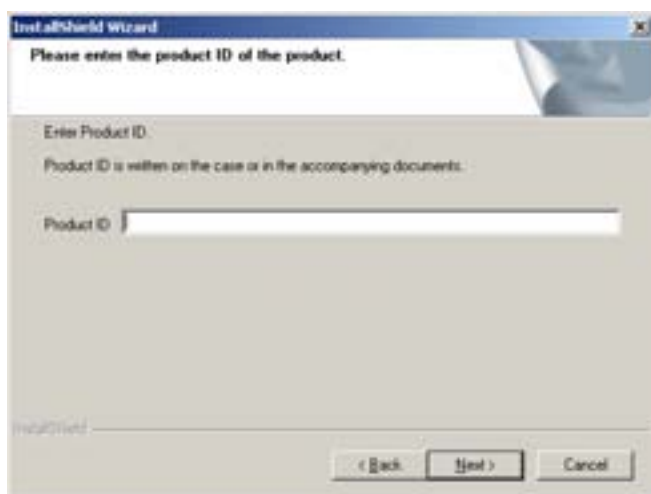 InstallShield Wizard
Please enter the product ID of the product.
Enter Product ID.
Product ID is written on the case or in the accompanying documents.
Product ID
InstallShield
< Back
Next >
Cancel